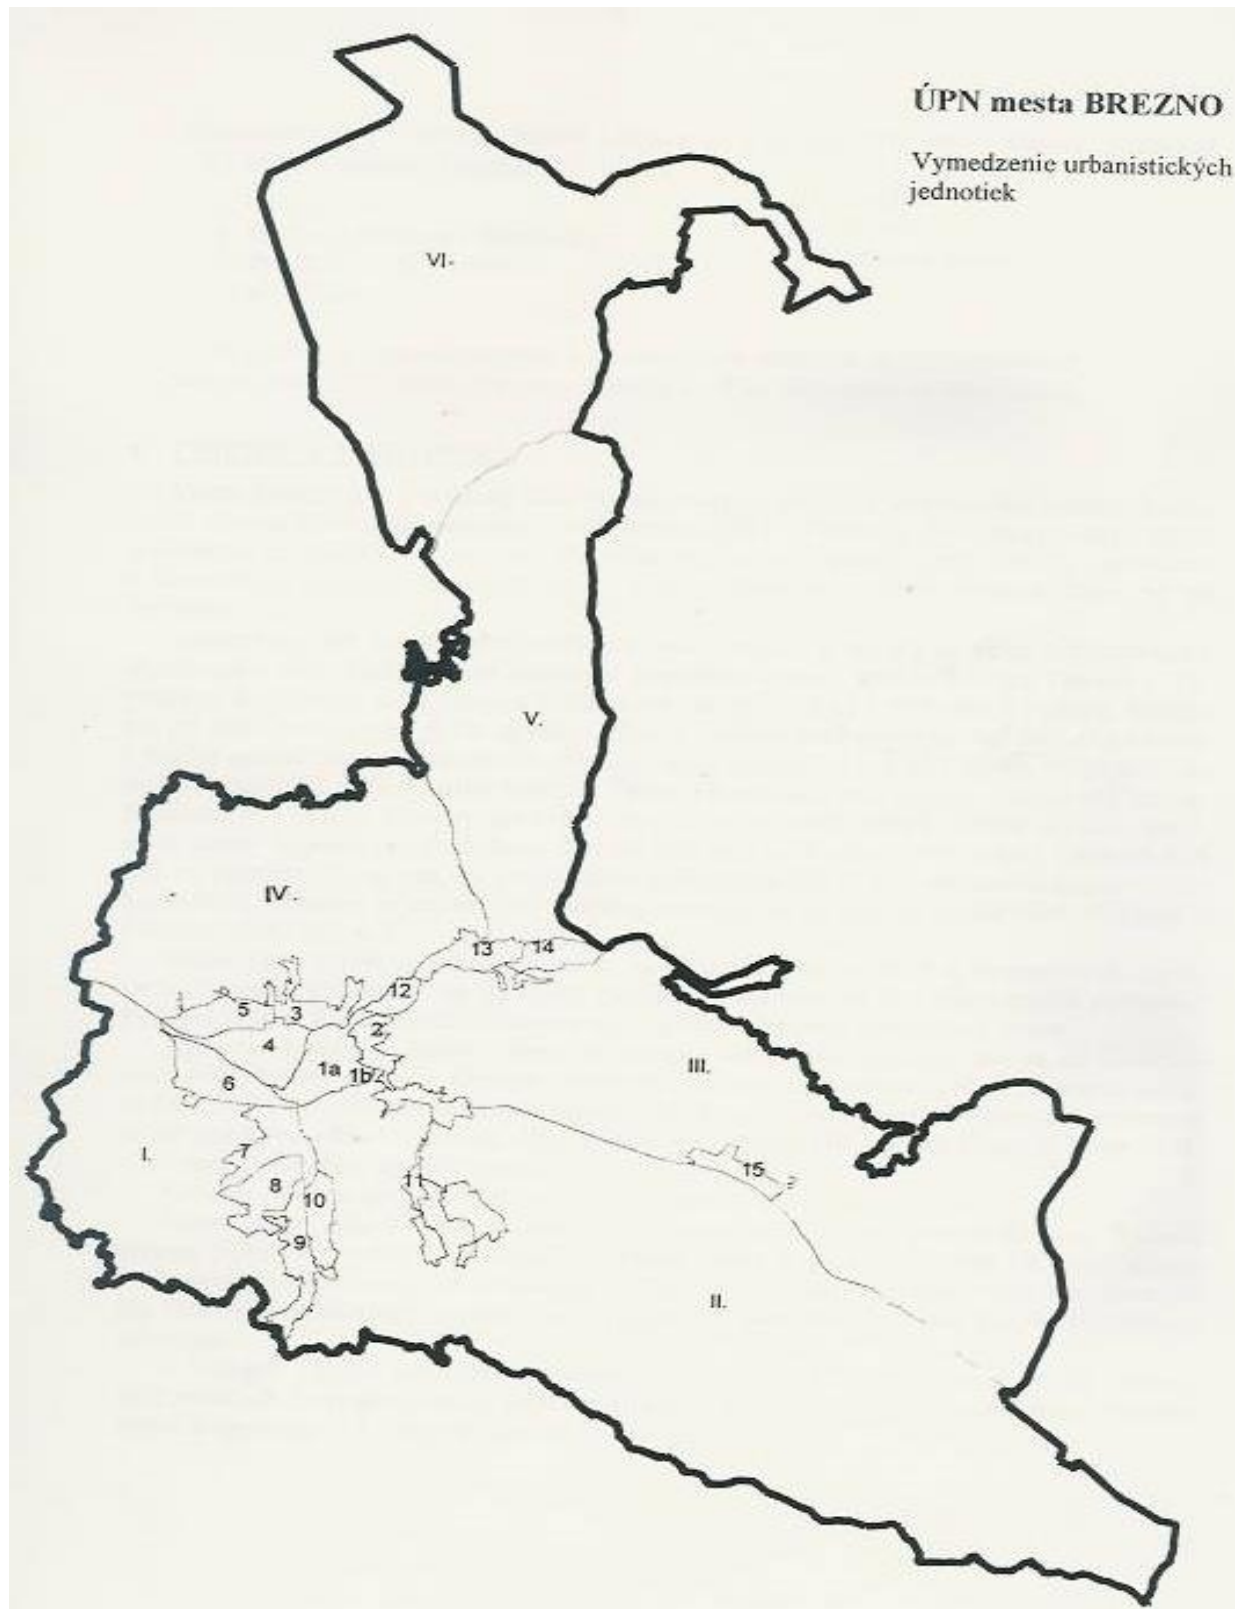 ÚPN mesta BREZNO
Vymedzenie urbanistických
jednotiek
VI.
V.
IV.
13
14
12
5
3
2
4
1a
1b
6
III.
I.
7
8
10
11
15
9
II.